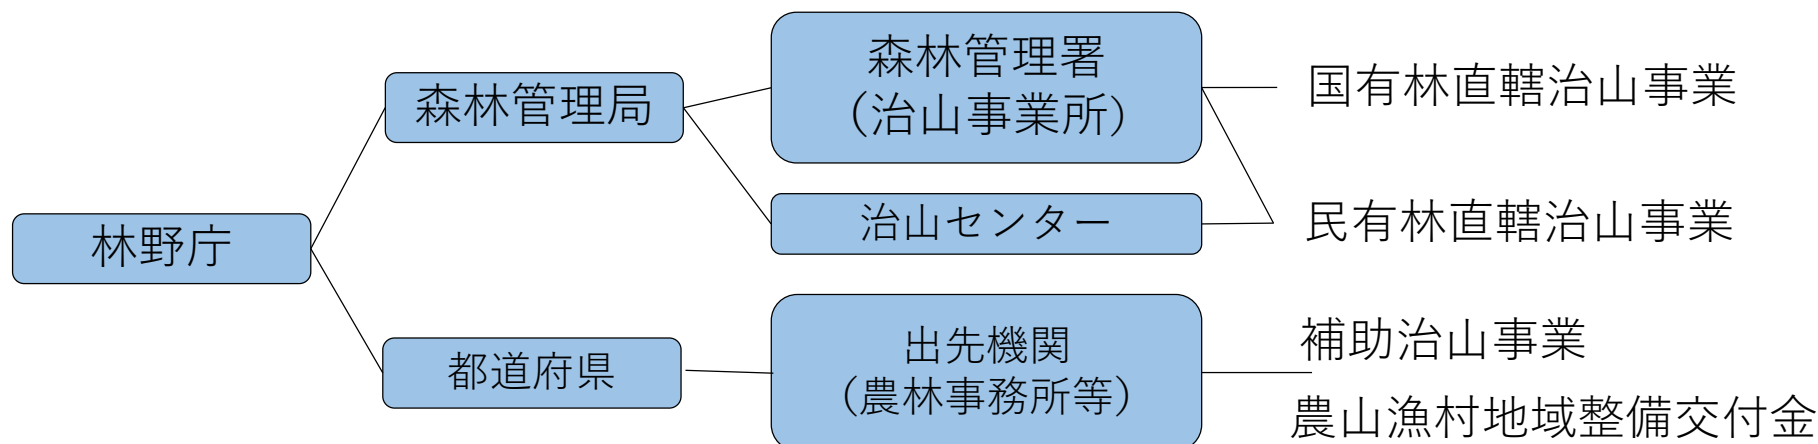 林野庁
森林管理局
都道府県
森林管理署
（治山事業所）
治山センター
出先機関
（農林事務所等）
国有林直轄治山事業
民有林直轄治山事業
補助治山事業
農山漁村地域整備交付金